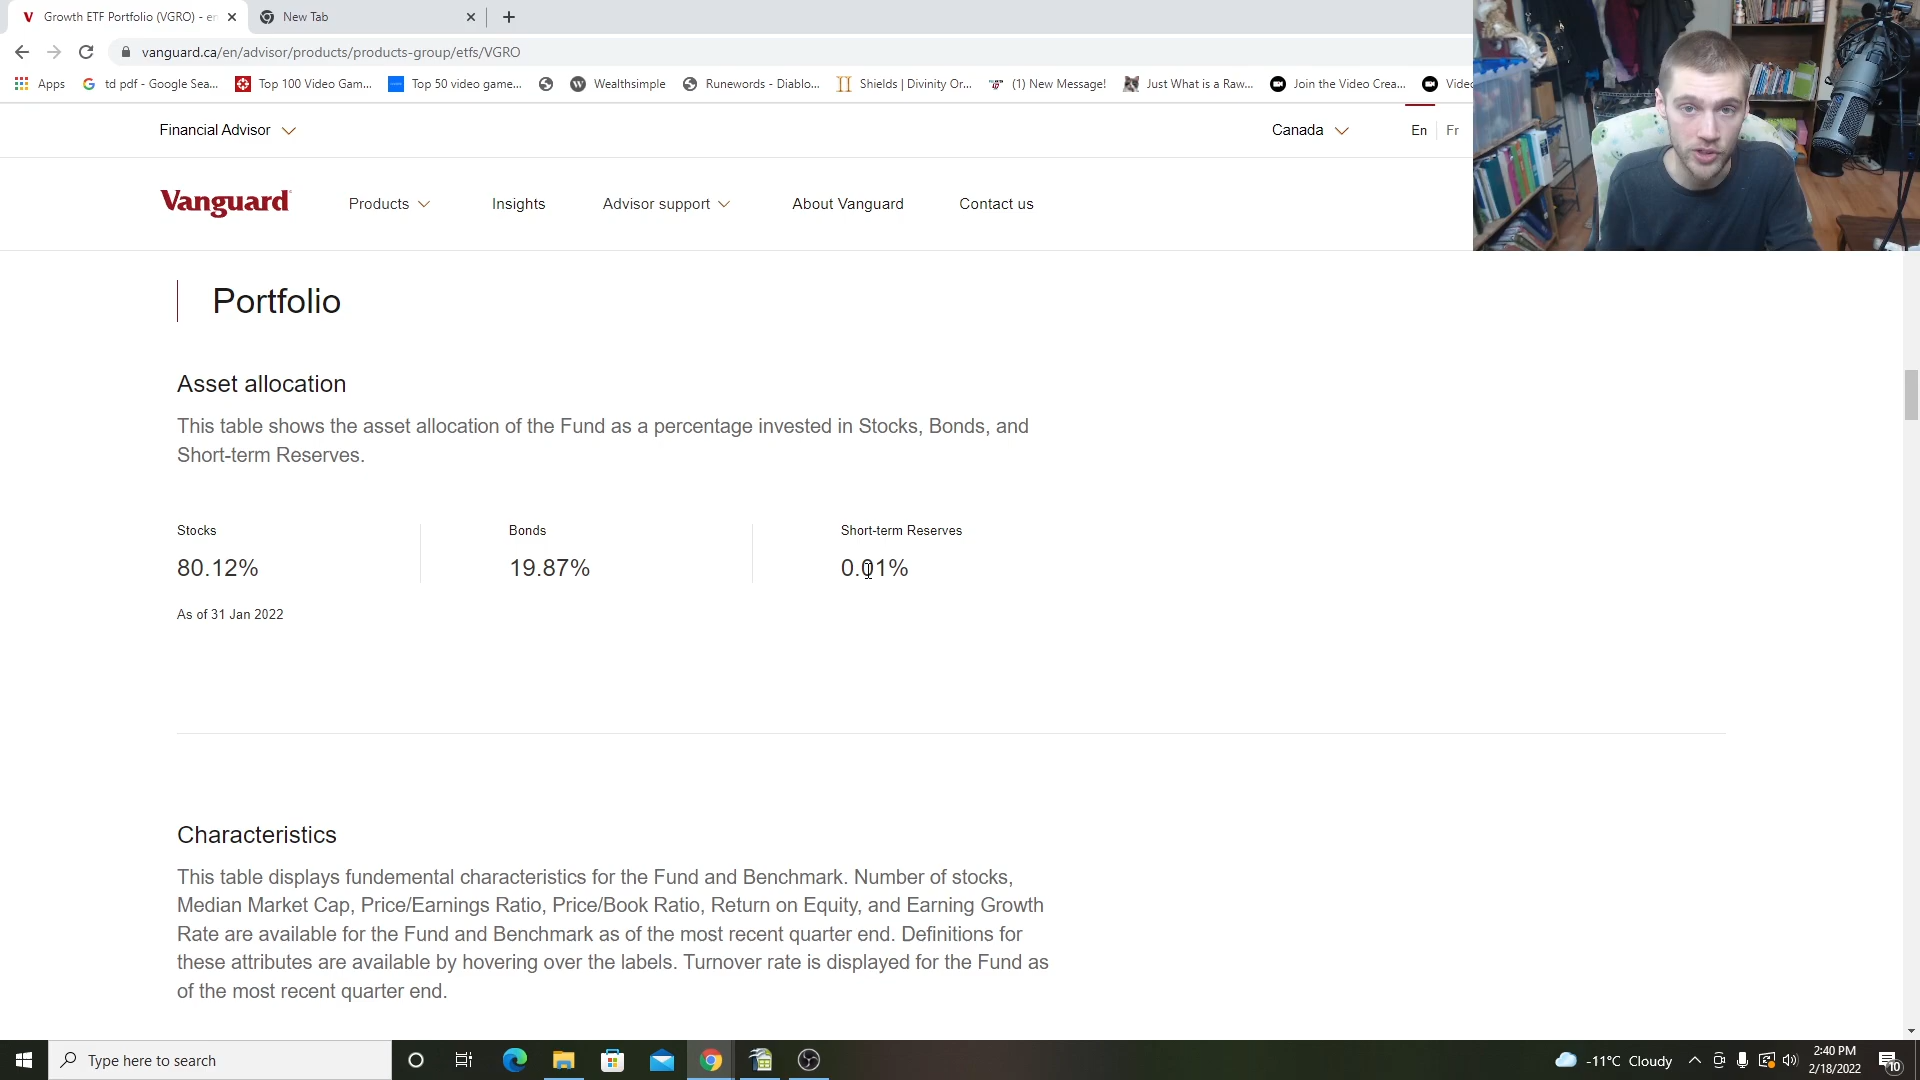 Growth ETF Portfolio (VGRO) - en
New Tab
vanguard.ca/en/advisor/products/products-group/etfs/VGRO
Apps
td pdf - Google Sea...
Top 100 Video Gam...
Top 50 video game...
Wealthsimple
Runewords - Diablo...
Shields | Divinity Or...
(1) New Message!
Just What is a Raw...
Join the Video Crea...
Financial Advisor
Canada
En
Fr
Vanguard
Products
Insights
Advisor support
About Vanguard
Contact us
Portfolio
Asset allocation
This table shows the asset allocation of the Fund as a percentage invested in Stocks, Bonds, and
Short-term Reserves.
Stocks
Bonds
Short-term Reserves
80.12%
19.87%
0.01%
As of 31 Jan 2022
Characteristics
This table displays fundemental characteristics for the Fund and Benchmark. Number of stocks,
Median Market Cap, Price/Earnings Ratio, Price/Book Ratio, Return on Equity, and Earning Growth
Rate are available for the Fund and Benchmark as of the most recent quarter end. Definitions for
these attributes are available by hovering over the labels. Turnover rate is displayed for the Fund as
of the most recent quarter end.
Type here to search
-11°C Cloudy
2:40 PM
2/18/2022
10